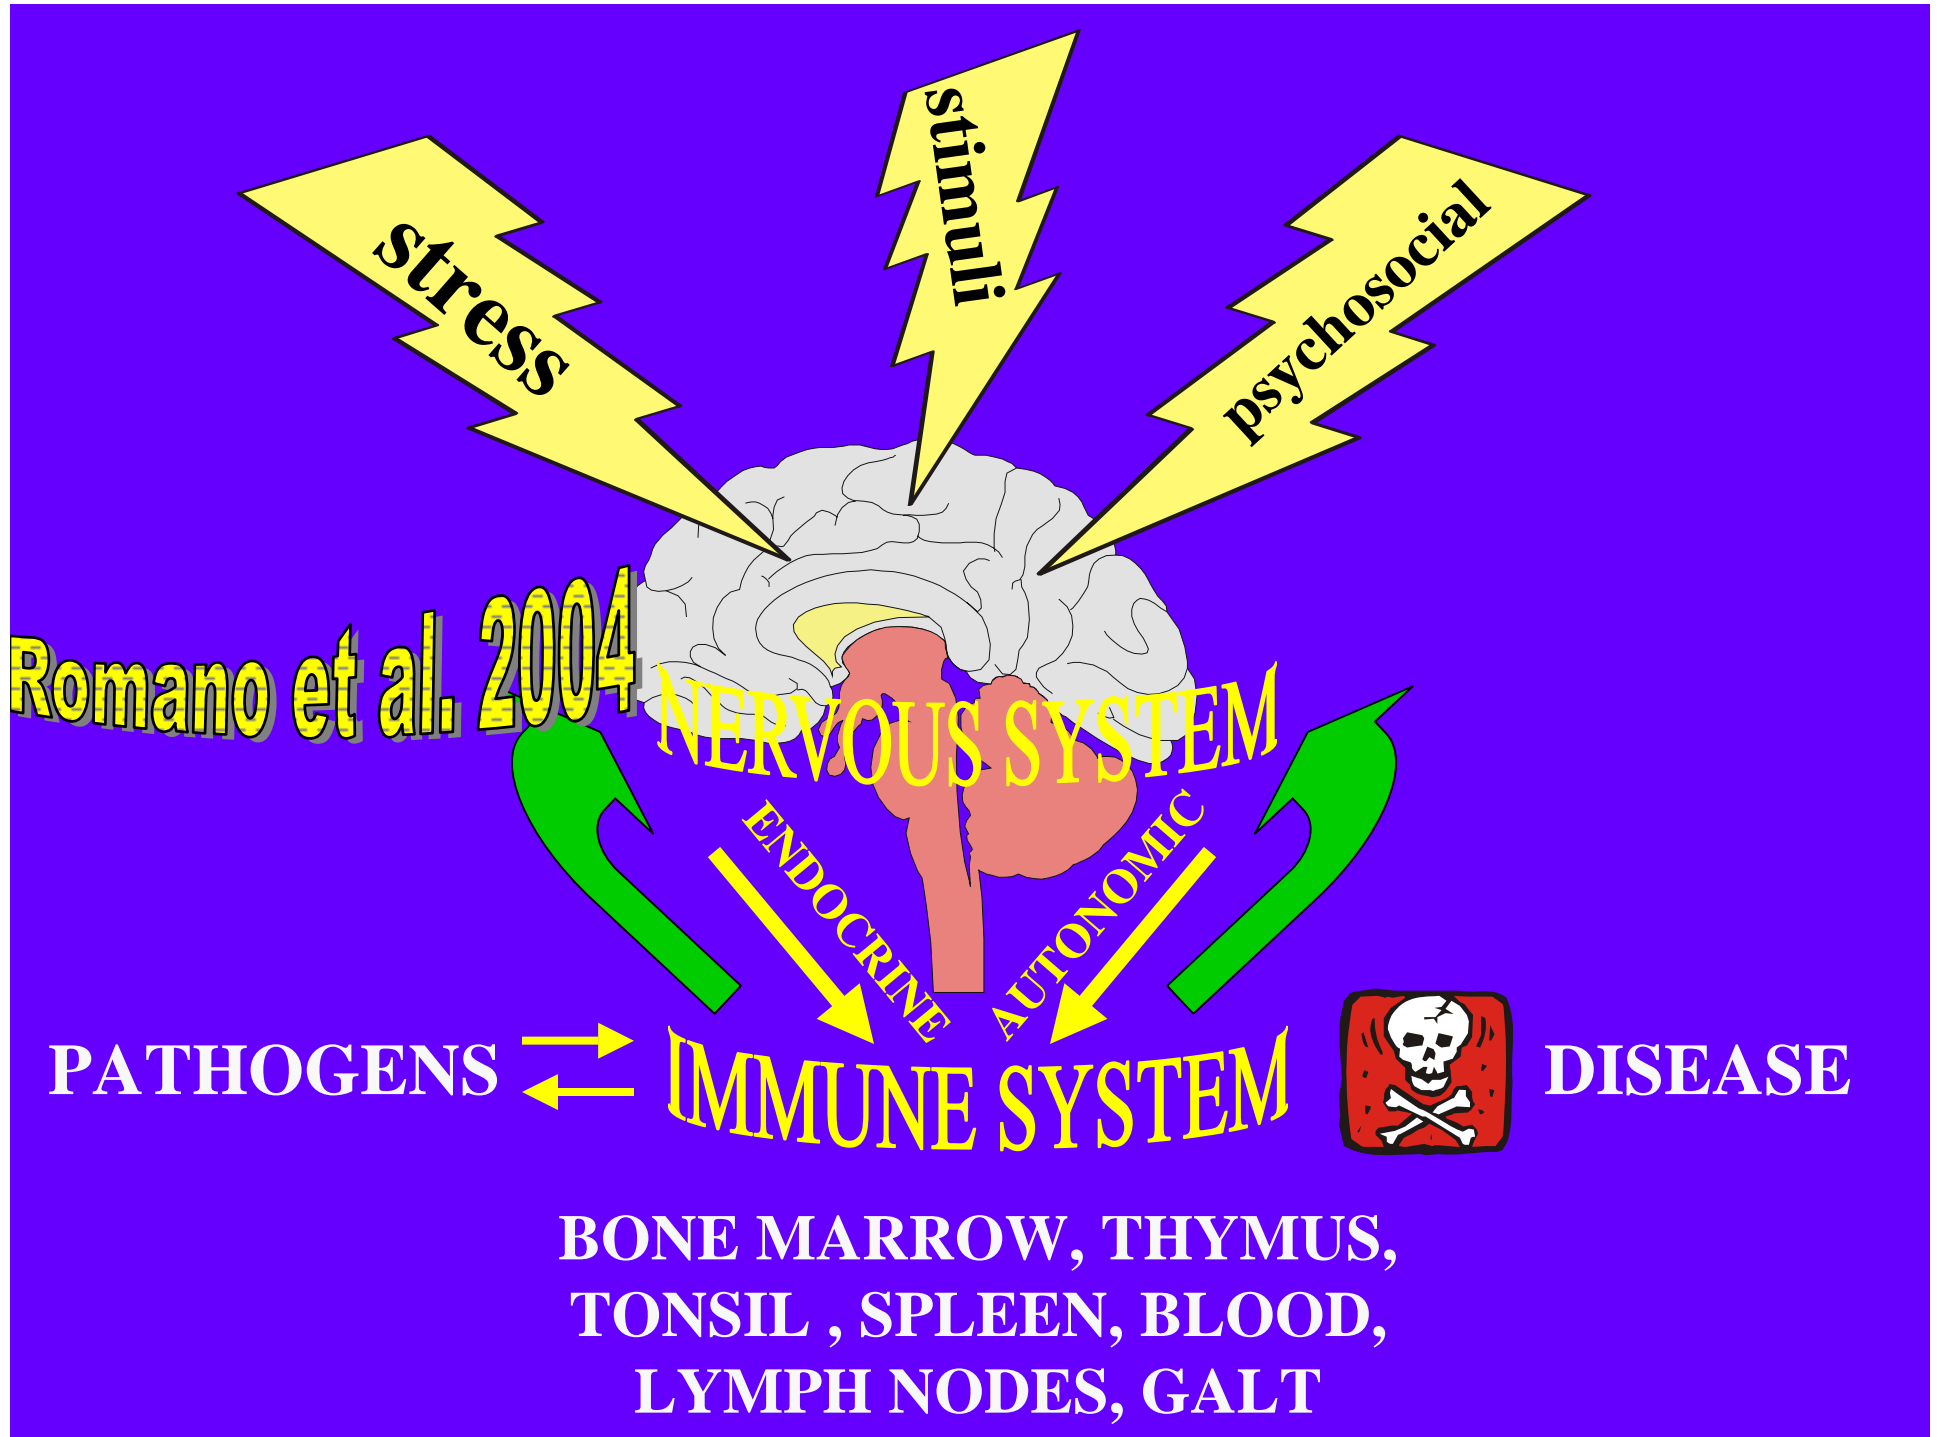 stress
stimuli
psychosocial
Romano et al. 2004
NERVOUS SYSTEM
ENDOCRINE
AUTONOMIC
PATHOGENS
IMMUNE SYSTEM
DISEASE
BONE MARROW, THYMUS,
TONSIL , SPLEEN, BLOOD,
LYMPH NODES, GALT